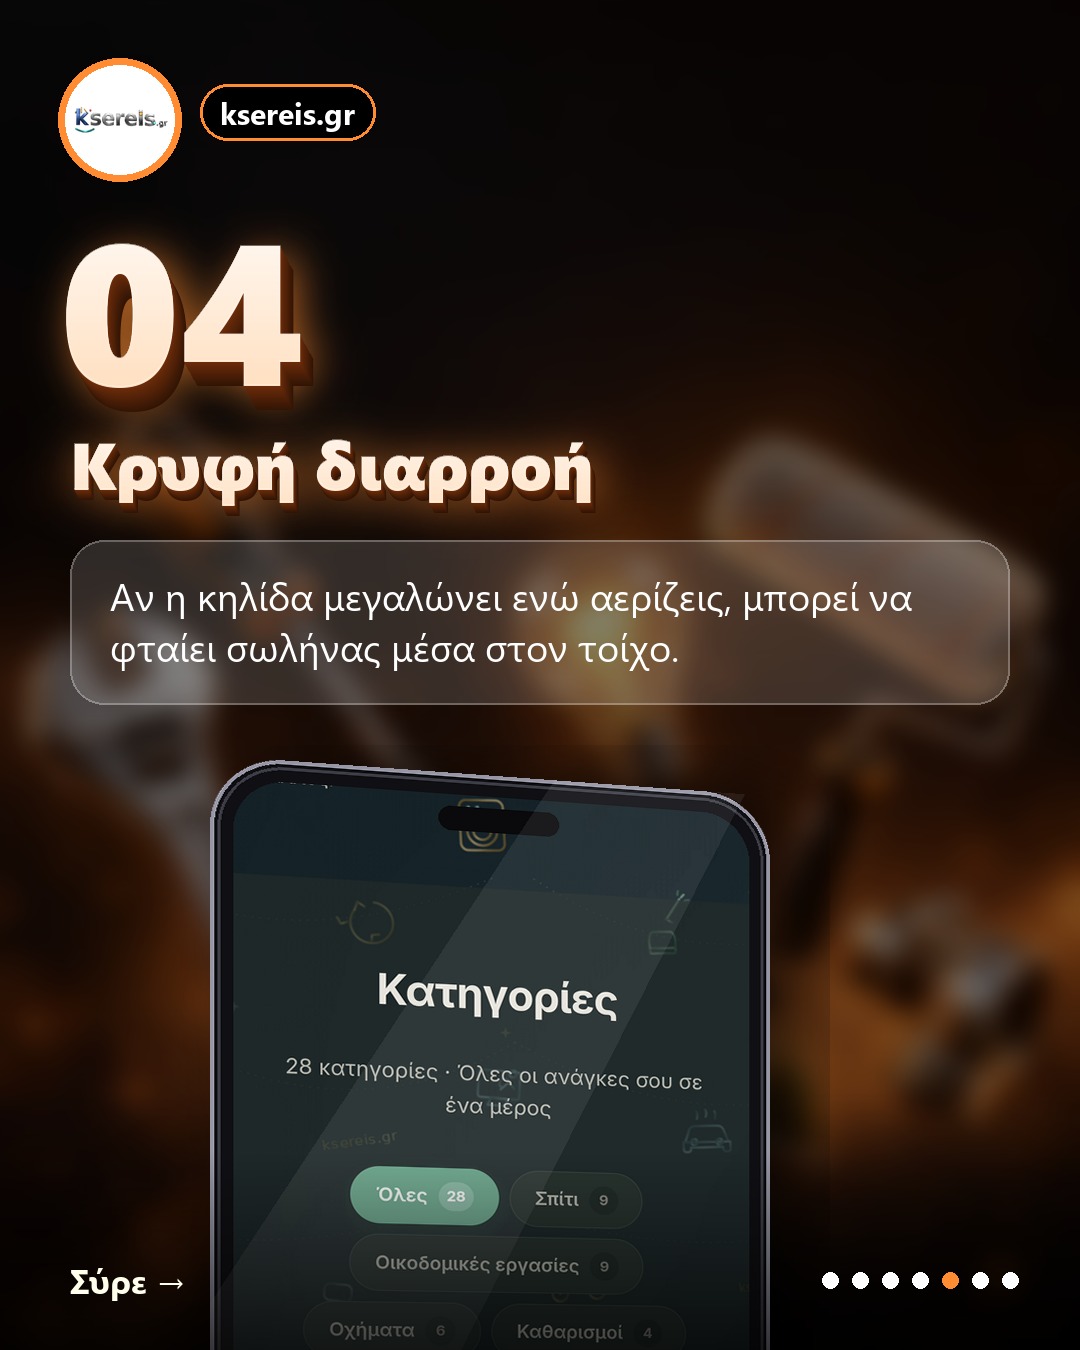 ksereis.gr
ksereis.gr
04
Κρυφή διαρροή
Αν η κηλίδα μεγαλώνει ενώ αερίζεις, μπορεί να
φταίει σωλήνας μέσα στον τοίχο.
Κατηγορίες
28 κατηγορίες · Όλες οι ανάγκες σου σε
ένα μέρος
ksereis.gr
Όλες 28
Σπίτι 9
Οικοδομικές εργασίες 9
Οχήματα 6
Καθαρισμοί 4
Σύρε →